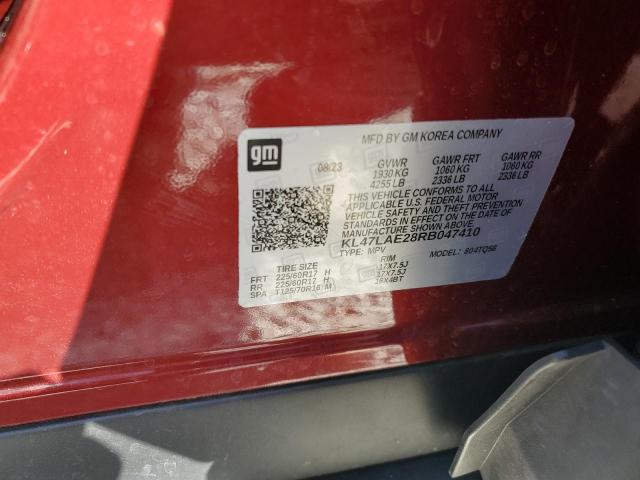 gm
MFD BY GM KOREA COMPANY
08/23 GVWR GAWR FRT GAWR RR
1930 KG 1060 KG 1060 KG
4255 LB 2336 LB 2336 LB
THIS VEHICLE CONFORMS TO ALL
APPLICABLE U.S. FEDERAL MOTOR
VEHICLE SAFETY AND THEFT PREVENTION
STANDARDS IN EFFECT ON THE DATE OF
MANUFACTURE SHOWN ABOVE.
KL47LAE28RB047410
TYPE: MPV MODEL: 804TQ58
TIRE SIZE RIM
FRT 225/60R17 H 17X7.5J
RR 225/60R17 H 17X7.5J
SPA T125/70R16 M 16X4BT